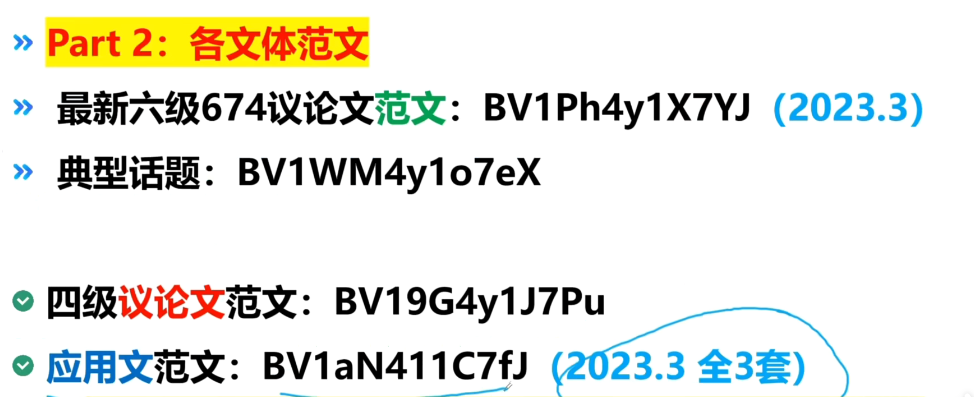 Part 2：各文体范文
最新六级674议论文范文：BV1Ph4y1X7YJ（2023.3）
典型话题：BV1WM4y1o7eX
四级议论文范文：BV19G4y1J7Pu
应用文范文：BV1aN411C7fJ（2023.3 全3套）